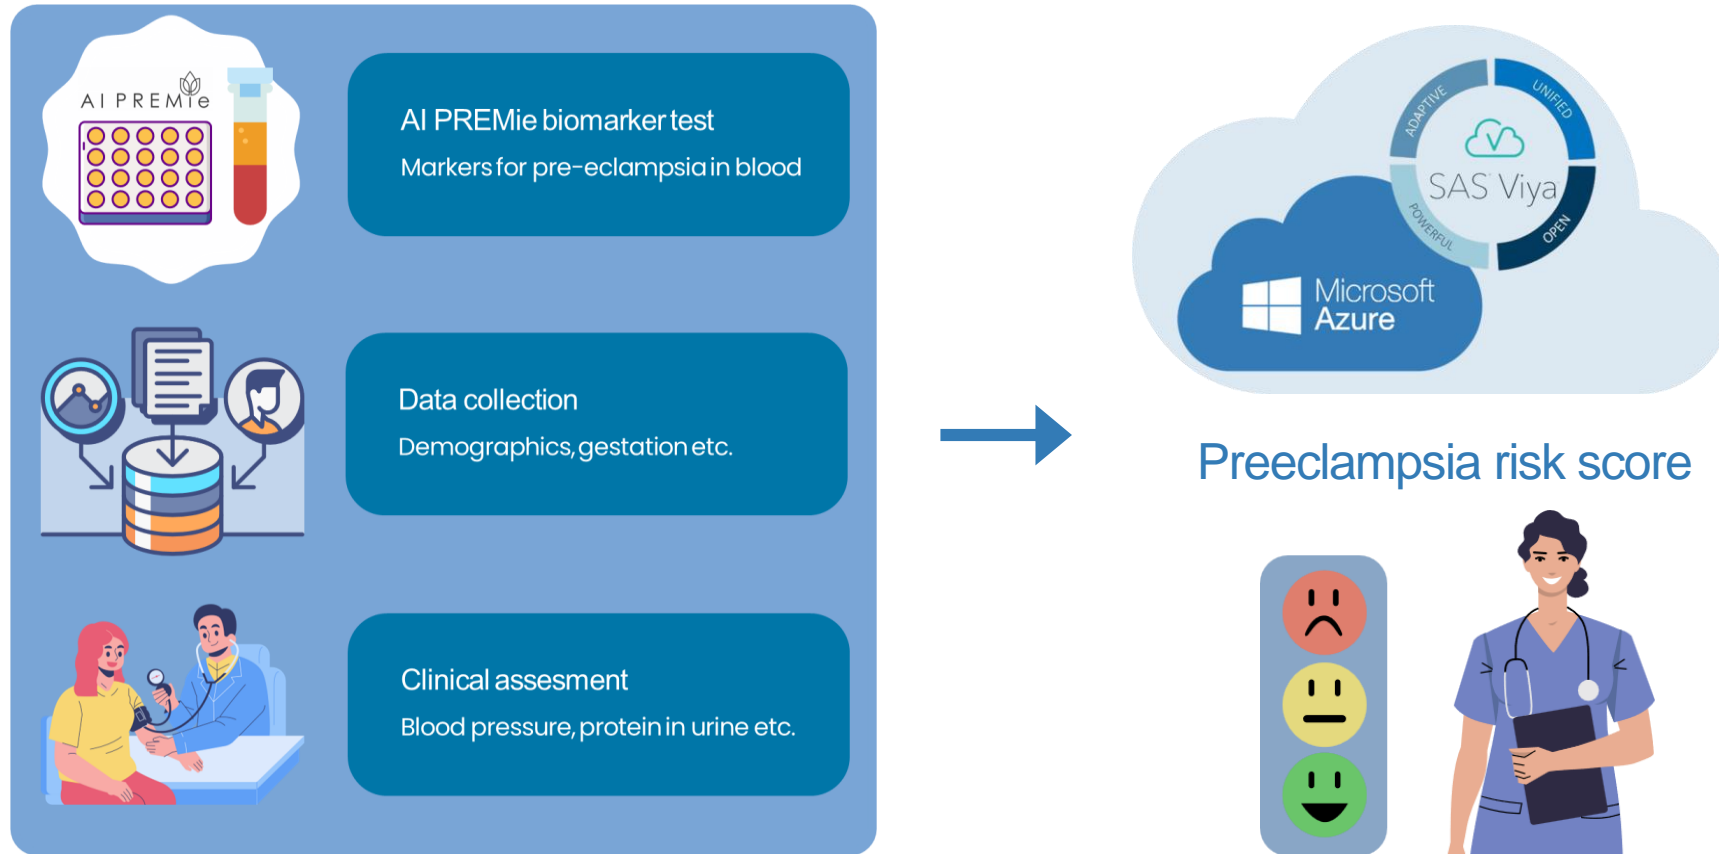 AI PREMie
AI PREMie biomarker test
Markers for pre-eclampsia in blood
Data collection
Demographics, gestation etc.
Clinical assesment
Blood pressure, protein in urine etc.
ADAPTIVE
UNIFIED
SAS Viya
POWERFUL
OPEN
Microsoft
Azure
Preeclampsia risk score